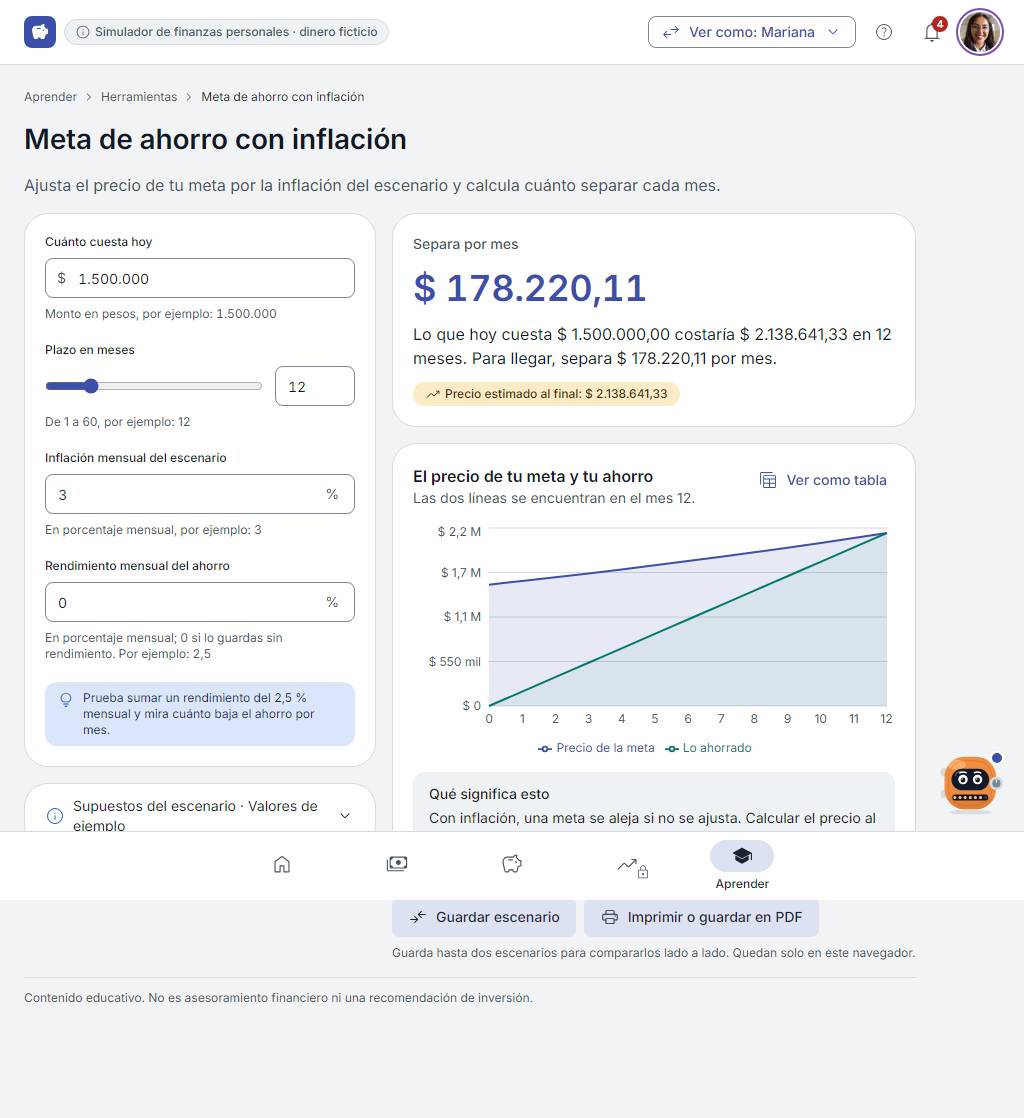 Simulador de finanzas personales · dinero ficticio
Ver como: Mariana
4
Aprender > Herramientas > Meta de ahorro con inflación
Meta de ahorro con inflación
Ajusta el precio de tu meta por la inflación del escenario y calcula cuánto separar cada mes.
Cuánto cuesta hoy
$ 1.500.000
Monto en pesos, por ejemplo: 1.500.000
Plazo en meses
12
De 1 a 60, por ejemplo: 12
Inflación mensual del escenario
3 %
En porcentaje mensual, por ejemplo: 3
Rendimiento mensual del ahorro
0 %
En porcentaje mensual; 0 si lo guardas sin
rendimiento. Por ejemplo: 2,5
Prueba sumar un rendimiento del 2,5 %
mensual y mira cuánto baja el ahorro por
mes.
Supuestos del escenario · Valores de
ejemplo
Separa por mes
$ 178.220,11
Lo que hoy cuesta $ 1.500.000,00 costaría $ 2.138.641,33 en 12
meses. Para llegar, separa $ 178.220,11 por mes.
Precio estimado al final: $ 2.138.641,33
El precio de tu meta y tu ahorro
Ver como tabla
Las dos líneas se encuentran en el mes 12.
$ 2,2 M
$ 1,7 M
$ 1,1 M
$ 550 mil
$ 0
0 1 2 3 4 5 6 7 8 9 10 11 12
Precio de la meta Lo ahorrado
Qué significa esto
Con inflación, una meta se aleja si no se ajusta. Calcular el precio al
Aprender
Guardar escenario
Imprimir o guardar en PDF
Guarda hasta dos escenarios para compararlos lado a lado. Quedan solo en este navegador.
Contenido educativo. No es asesoramiento financiero ni una recomendación de inversión.